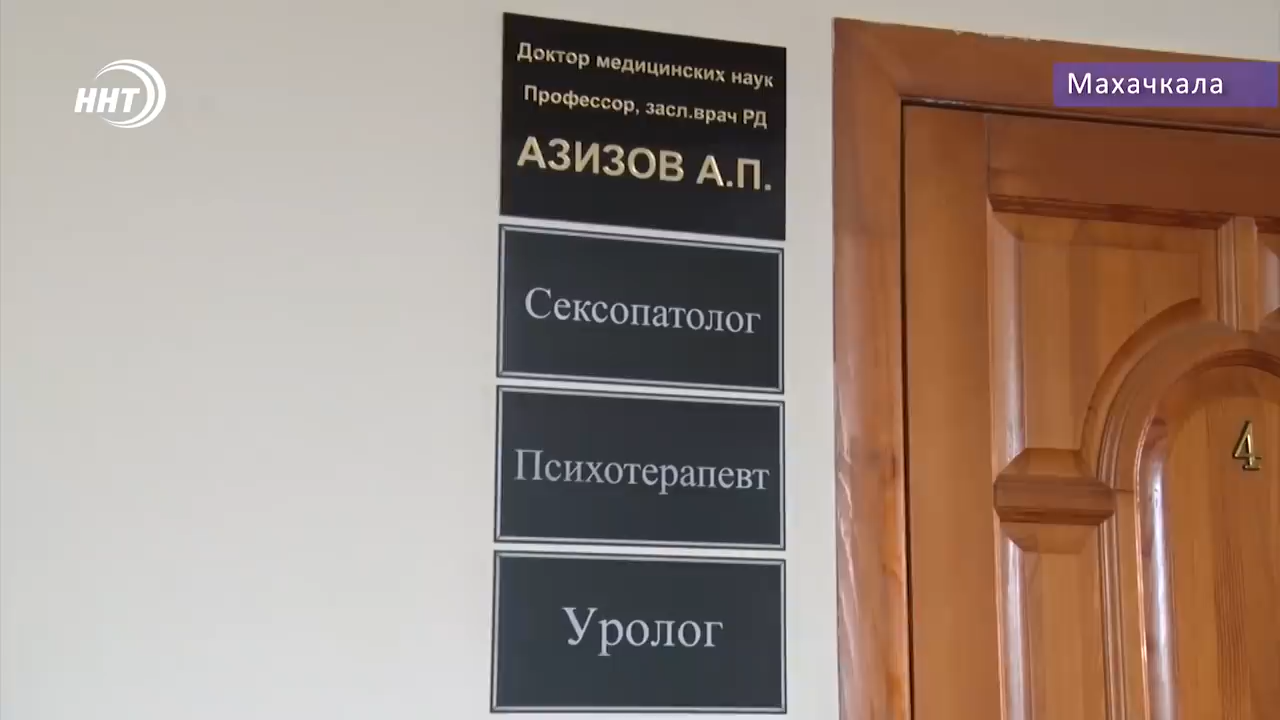 ННТ
Махачкала
Доктор медицинских наук
Профессор, засл.врач РД
АЗИЗОВ А.П.
Сексопатолог
Психотерапевт
Уролог
4